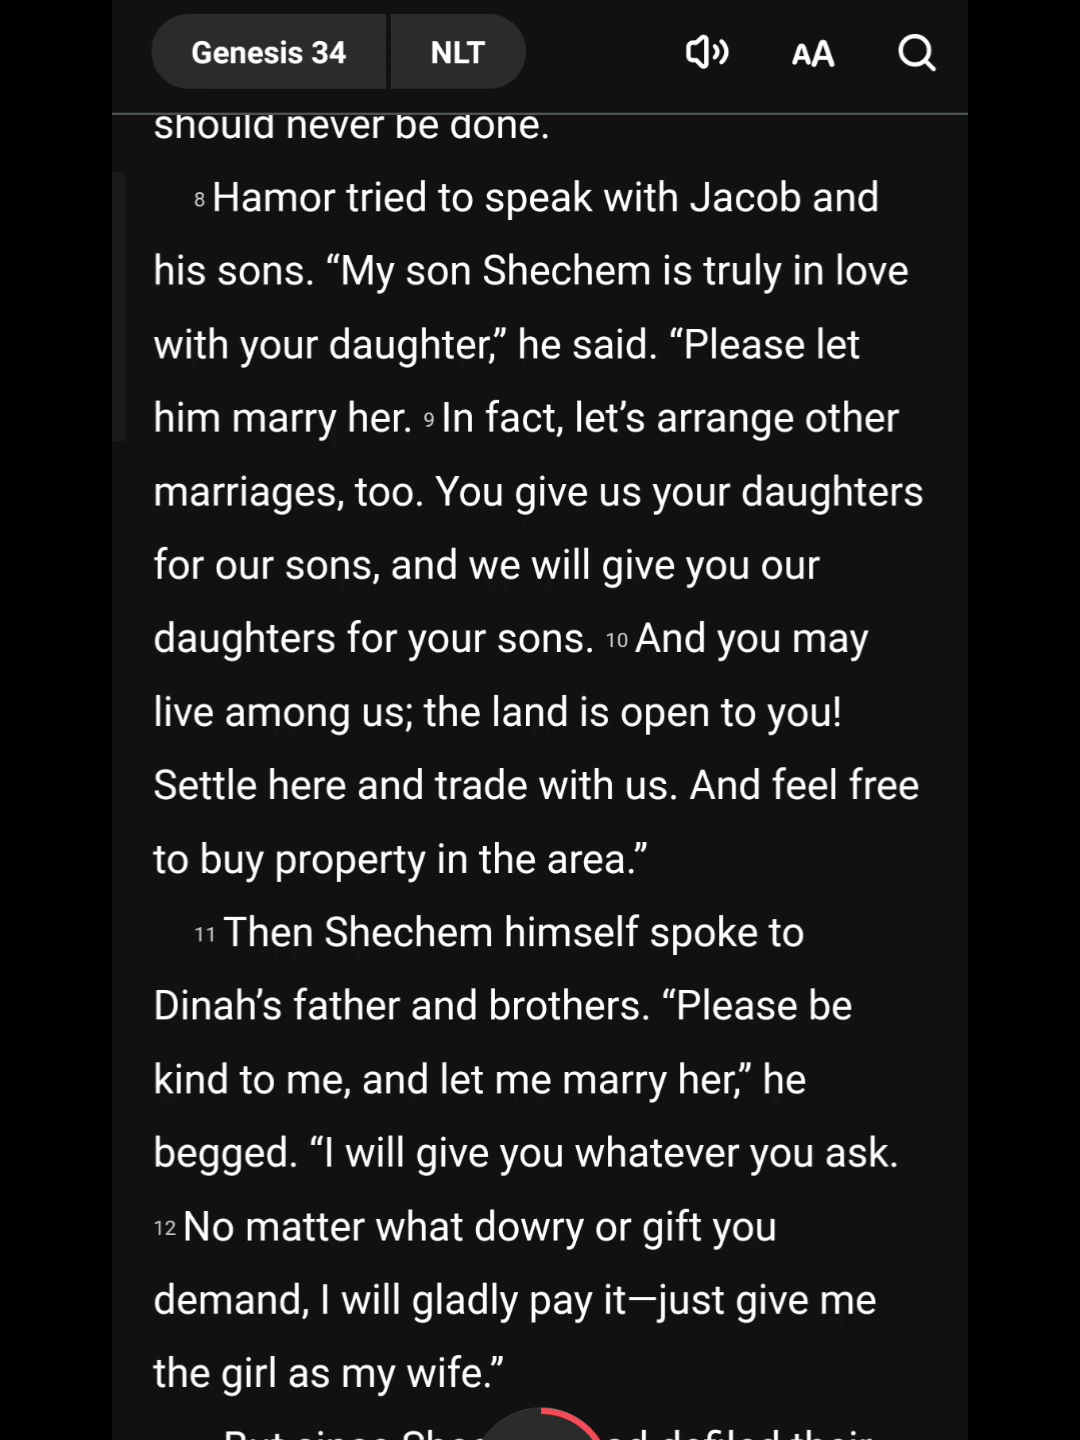 Genesis 34 NLT AA
should never be done.
8 Hamor tried to speak with Jacob and
his sons. “My son Shechem is truly in love
with your daughter,” he said. “Please let
him marry her. 9 In fact, let’s arrange other
marriages, too. You give us your daughters
for our sons, and we will give you our
daughters for your sons. 10 And you may
live among us; the land is open to you!
Settle here and trade with us. And feel free
to buy property in the area.”
11 Then Shechem himself spoke to
Dinah’s father and brothers. “Please be
kind to me, and let me marry her,” he
begged. “I will give you whatever you ask.
12 No matter what dowry or gift you
demand, I will gladly pay it—just give me
the girl as my wife.”
But since defiled their